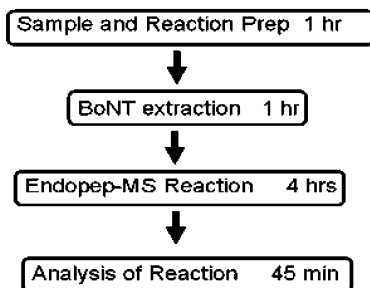 Sample and Reaction Prep 1 hr
BoNT extraction 1 hr
Endopep-MS Reaction 4 hrs
Analysis of Reaction 45 min